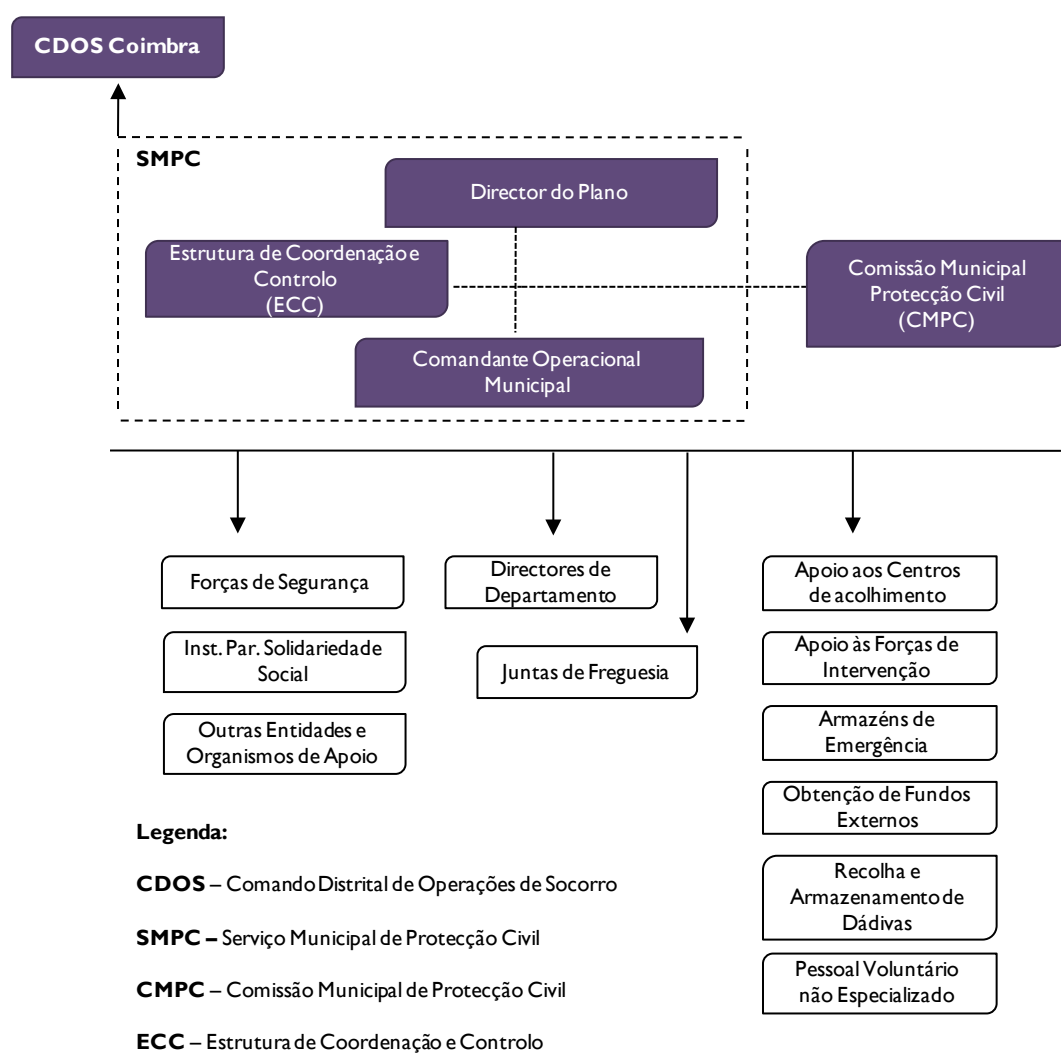 CDOS Coimbra
SMPC
Director do Plano
Estrutura de Coordenação e
Controlo
(ECC)
Comissão Municipal
Protecção Civil
(CMPC)
Comandante Operacional
Municipal
Forças de Segurança
Inst. Par. Solidariedade
Social
Outras Entidades e
Organismos de Apoio
Directores de
Departamento
Juntas de Freguesia
Apoio aos Centros
de acolhimento
Apoio às Forças de
Intervenção
Armazéns de
Emergência
Obtenção de Fundos
Externos
Recolha e
Armazenamento de
Dádivas
Pessoal Voluntário
não Especializado
Legenda:
CDOS – Comando Distrital de Operações de Socorro
SMPC – Serviço Municipal de Protecção Civil
CMPC – Comissão Municipal de Protecção Civil
ECC – Estrutura de Coordenação e Controlo